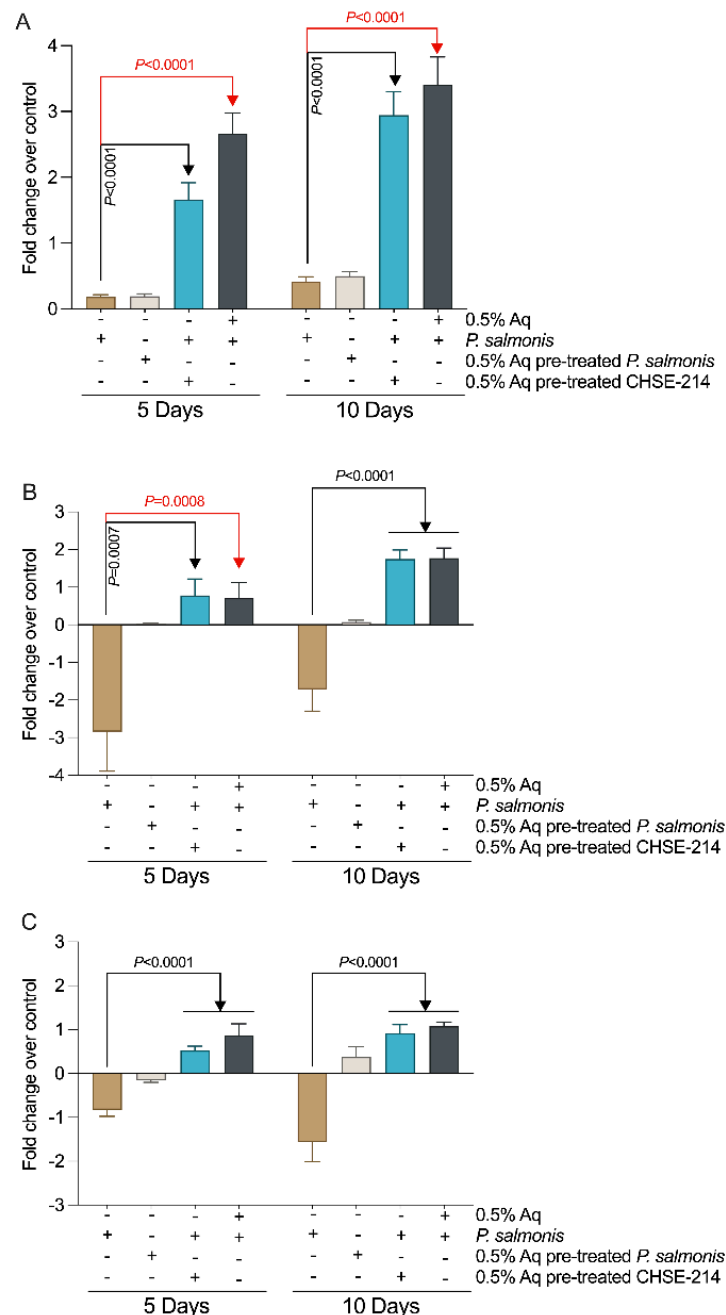 A
P<0.0001
P<0.0001
P<0.0001
P<0.0001
Fold change over control
4
3
2
1
0
- - - + - - - + 0.5% Aq
+ - + + + - + + P. salmonis
- + - - - + - - 0.5% Aq pre-treated P. salmonis
- - + - - - + - 0.5% Aq pre-treated CHSE-214
5 Days 10 Days
B
P=0.0008
P=0.0007
P<0.0001
Fold change over control
3
2
1
0
-1
-2
-3
-4
- - - + - - - + 0.5% Aq
+ - + + + - + + P. salmonis
- + - - - + - - 0.5% Aq pre-treated P. salmonis
- - + - - - + - 0.5% Aq pre-treated CHSE-214
5 Days 10 Days
C
P<0.0001
P<0.0001
Fold change over control
3
2
1
0
-1
-2
-3
- - - + - - - + 0.5% Aq
+ - + + + - + + P. salmonis
- + - - - + - - 0.5% Aq pre-treated P. salmonis
- - + - - - + - 0.5% Aq pre-treated CHSE-214
5 Days 10 Days